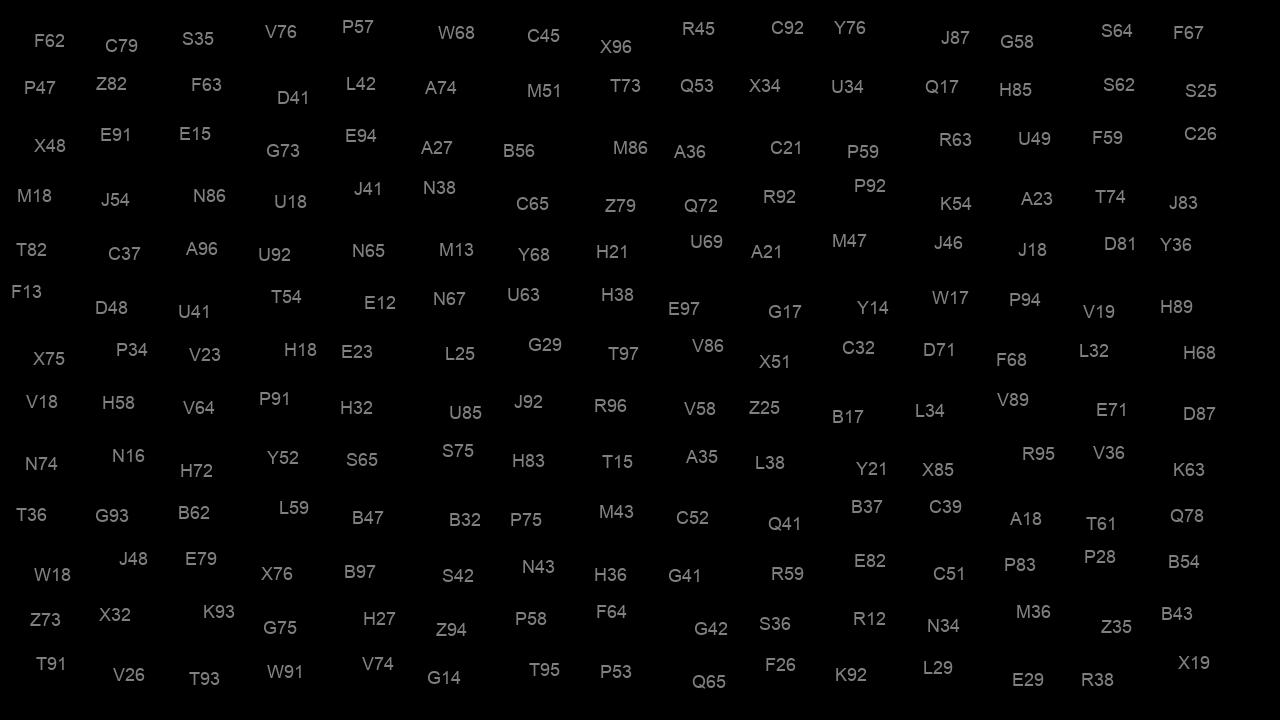 F62 C79 S35 V76 P57 W68 C45 X96 R45 C92 Y76 J87 G58 S64 F67
P47 Z82 F63 D41 L42 A74 M51 T73 Q53 X34 U34 Q17 H85 S62 S25
X48 E91 E15 G73 E94 A27 B56 M86 A36 C21 P59 R63 U49 F59 C26
M18 J54 N86 U18 J41 N38 C65 Z79 Q72 R92 P92 K54 A23 T74 J83
T82 C37 A96 U92 N65 M13 Y68 H21 U69 A21 M47 J46 J18 D81 Y36
F13 D48 U41 T54 E12 N67 U63 H38 E97 G17 Y14 W17 P94 V19 H89
X75 P34 V23 H18 E23 L25 G29 T97 V86 X51 C32 D71 F68 L32 H68
V18 H58 V64 P91 H32 U85 J92 R96 V58 Z25 B17 L34 V89 E71 D87
N74 N16 H72 Y52 S65 S75 H83 T15 A35 L38 Y21 X85 R95 V36 K63
T36 G93 B62 L59 B47 B32 P75 M43 C52 Q41 B37 C39 A18 T61 Q78
W18 J48 E79 X76 B97 S42 N43 H36 G41 R59 E82 C51 P83 P28 B54
Z73 X32 K93 G75 H27 Z94 P58 F64 G42 S36 R12 N34 M36 Z35 B43
T91 V26 T93 W91 V74 G14 T95 P53 Q65 F26 K92 L29 E29 R38 X19